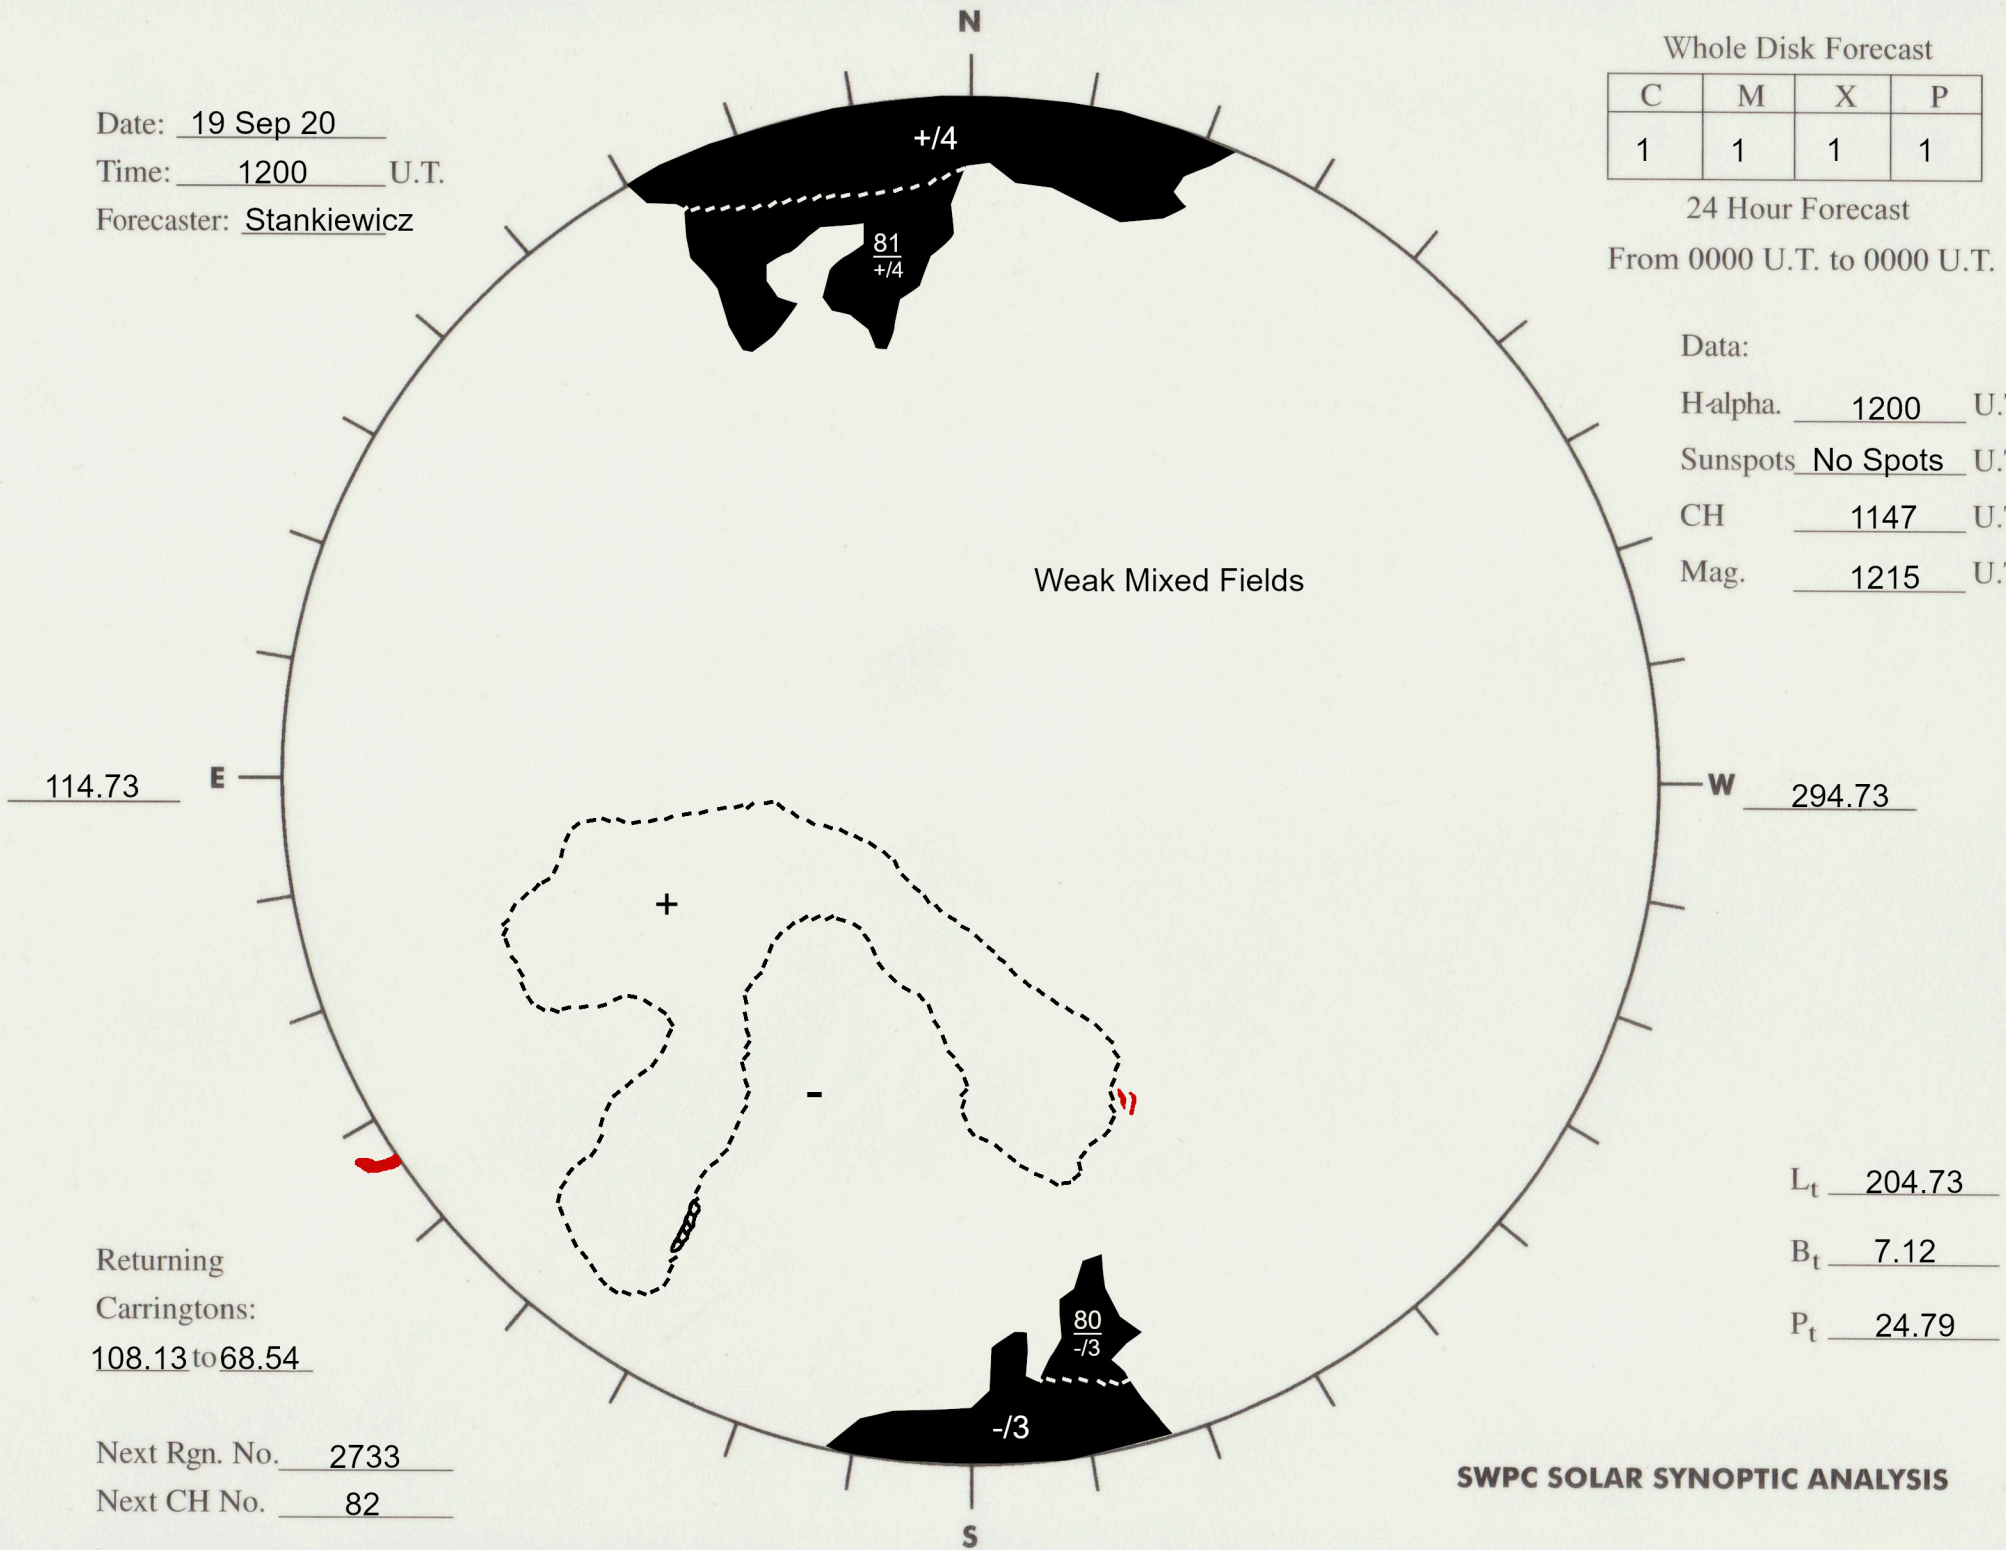 N
Date: 19 Sep 20
Time: 1200 U.T.
Forecaster: Stankiewicz
Whole Disk Forecast
C M X P
1 1 1 1
24 Hour Forecast
From 0000 U.T. to 0000 U.T.
+/4
81
+/4
Data:
H-alpha. 1200 U.T
Sunspots No Spots U.T
CH 1147 U.T
Mag. 1215 U.T
Weak Mixed Fields
114.73 E
W 294.73
+
-
Lt 204.73
Bt 7.12
Pt 24.79
Returning
Carringtons:
108.13 to 68.54
80
-/3
-/3
Next Rgn. No. 2733
Next CH No. 82
SWPC SOLAR SYNOPTIC ANALYSIS
S